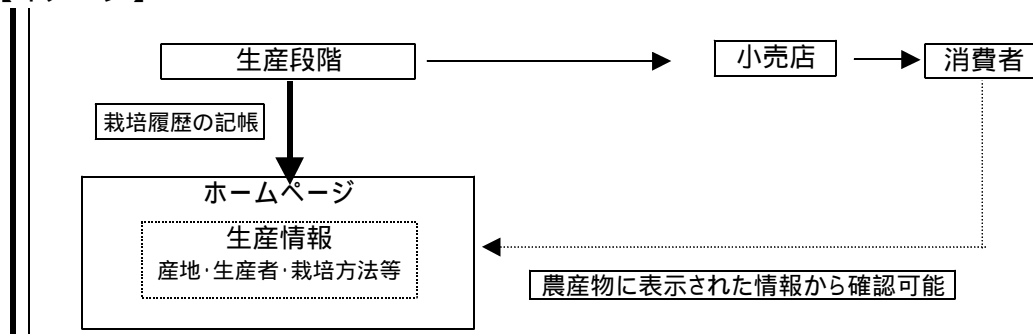 生産段階
小売店
消費者
栽培履歴の記帳
ホームページ
生産情報
産地･生産者･栽培方法等
農産物に表示された情報から確認可能